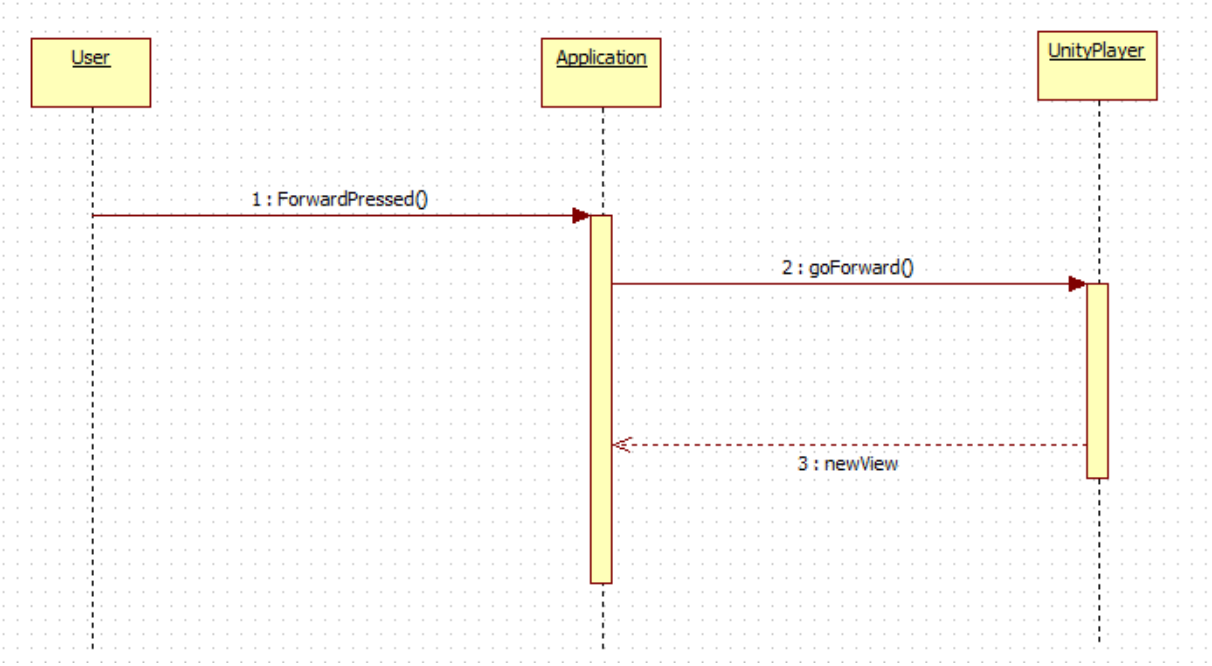 User
Application
UnityPlayer
1 : ForwardPressed()
2 : goForward()
3 : newView